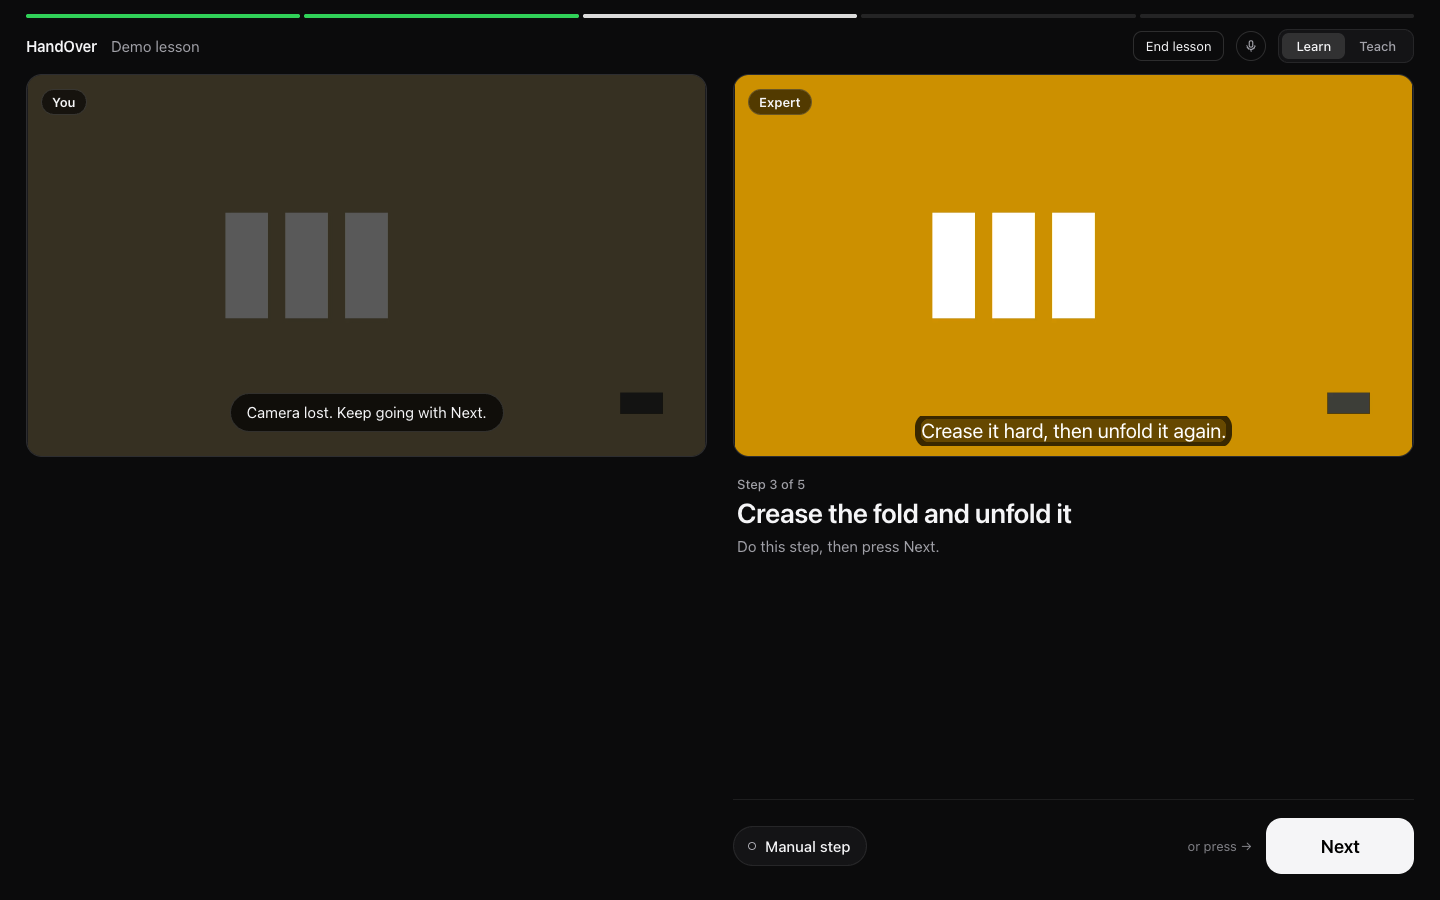 HandOver Demo lesson
End lesson
Learn Teach
You
Camera lost. Keep going with Next.
Expert
Crease it hard, then unfold it again.
Step 3 of 5
Crease the fold and unfold it
Do this step, then press Next.
Manual step
or press →
Next